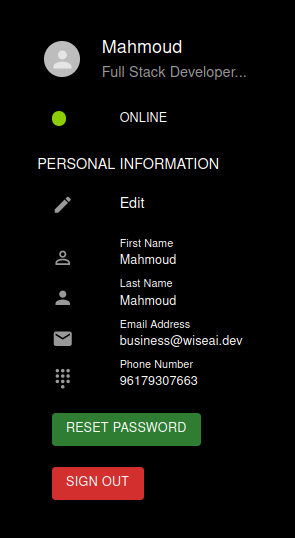 Mahmoud
Full Stack Developer...
ONLINE
PERSONAL INFORMATION
Edit
First Name
Mahmoud
Last Name
Mahmoud
Email Address
business@wiseai.dev
Phone Number
96179307663
RESET PASSWORD
SIGN OUT